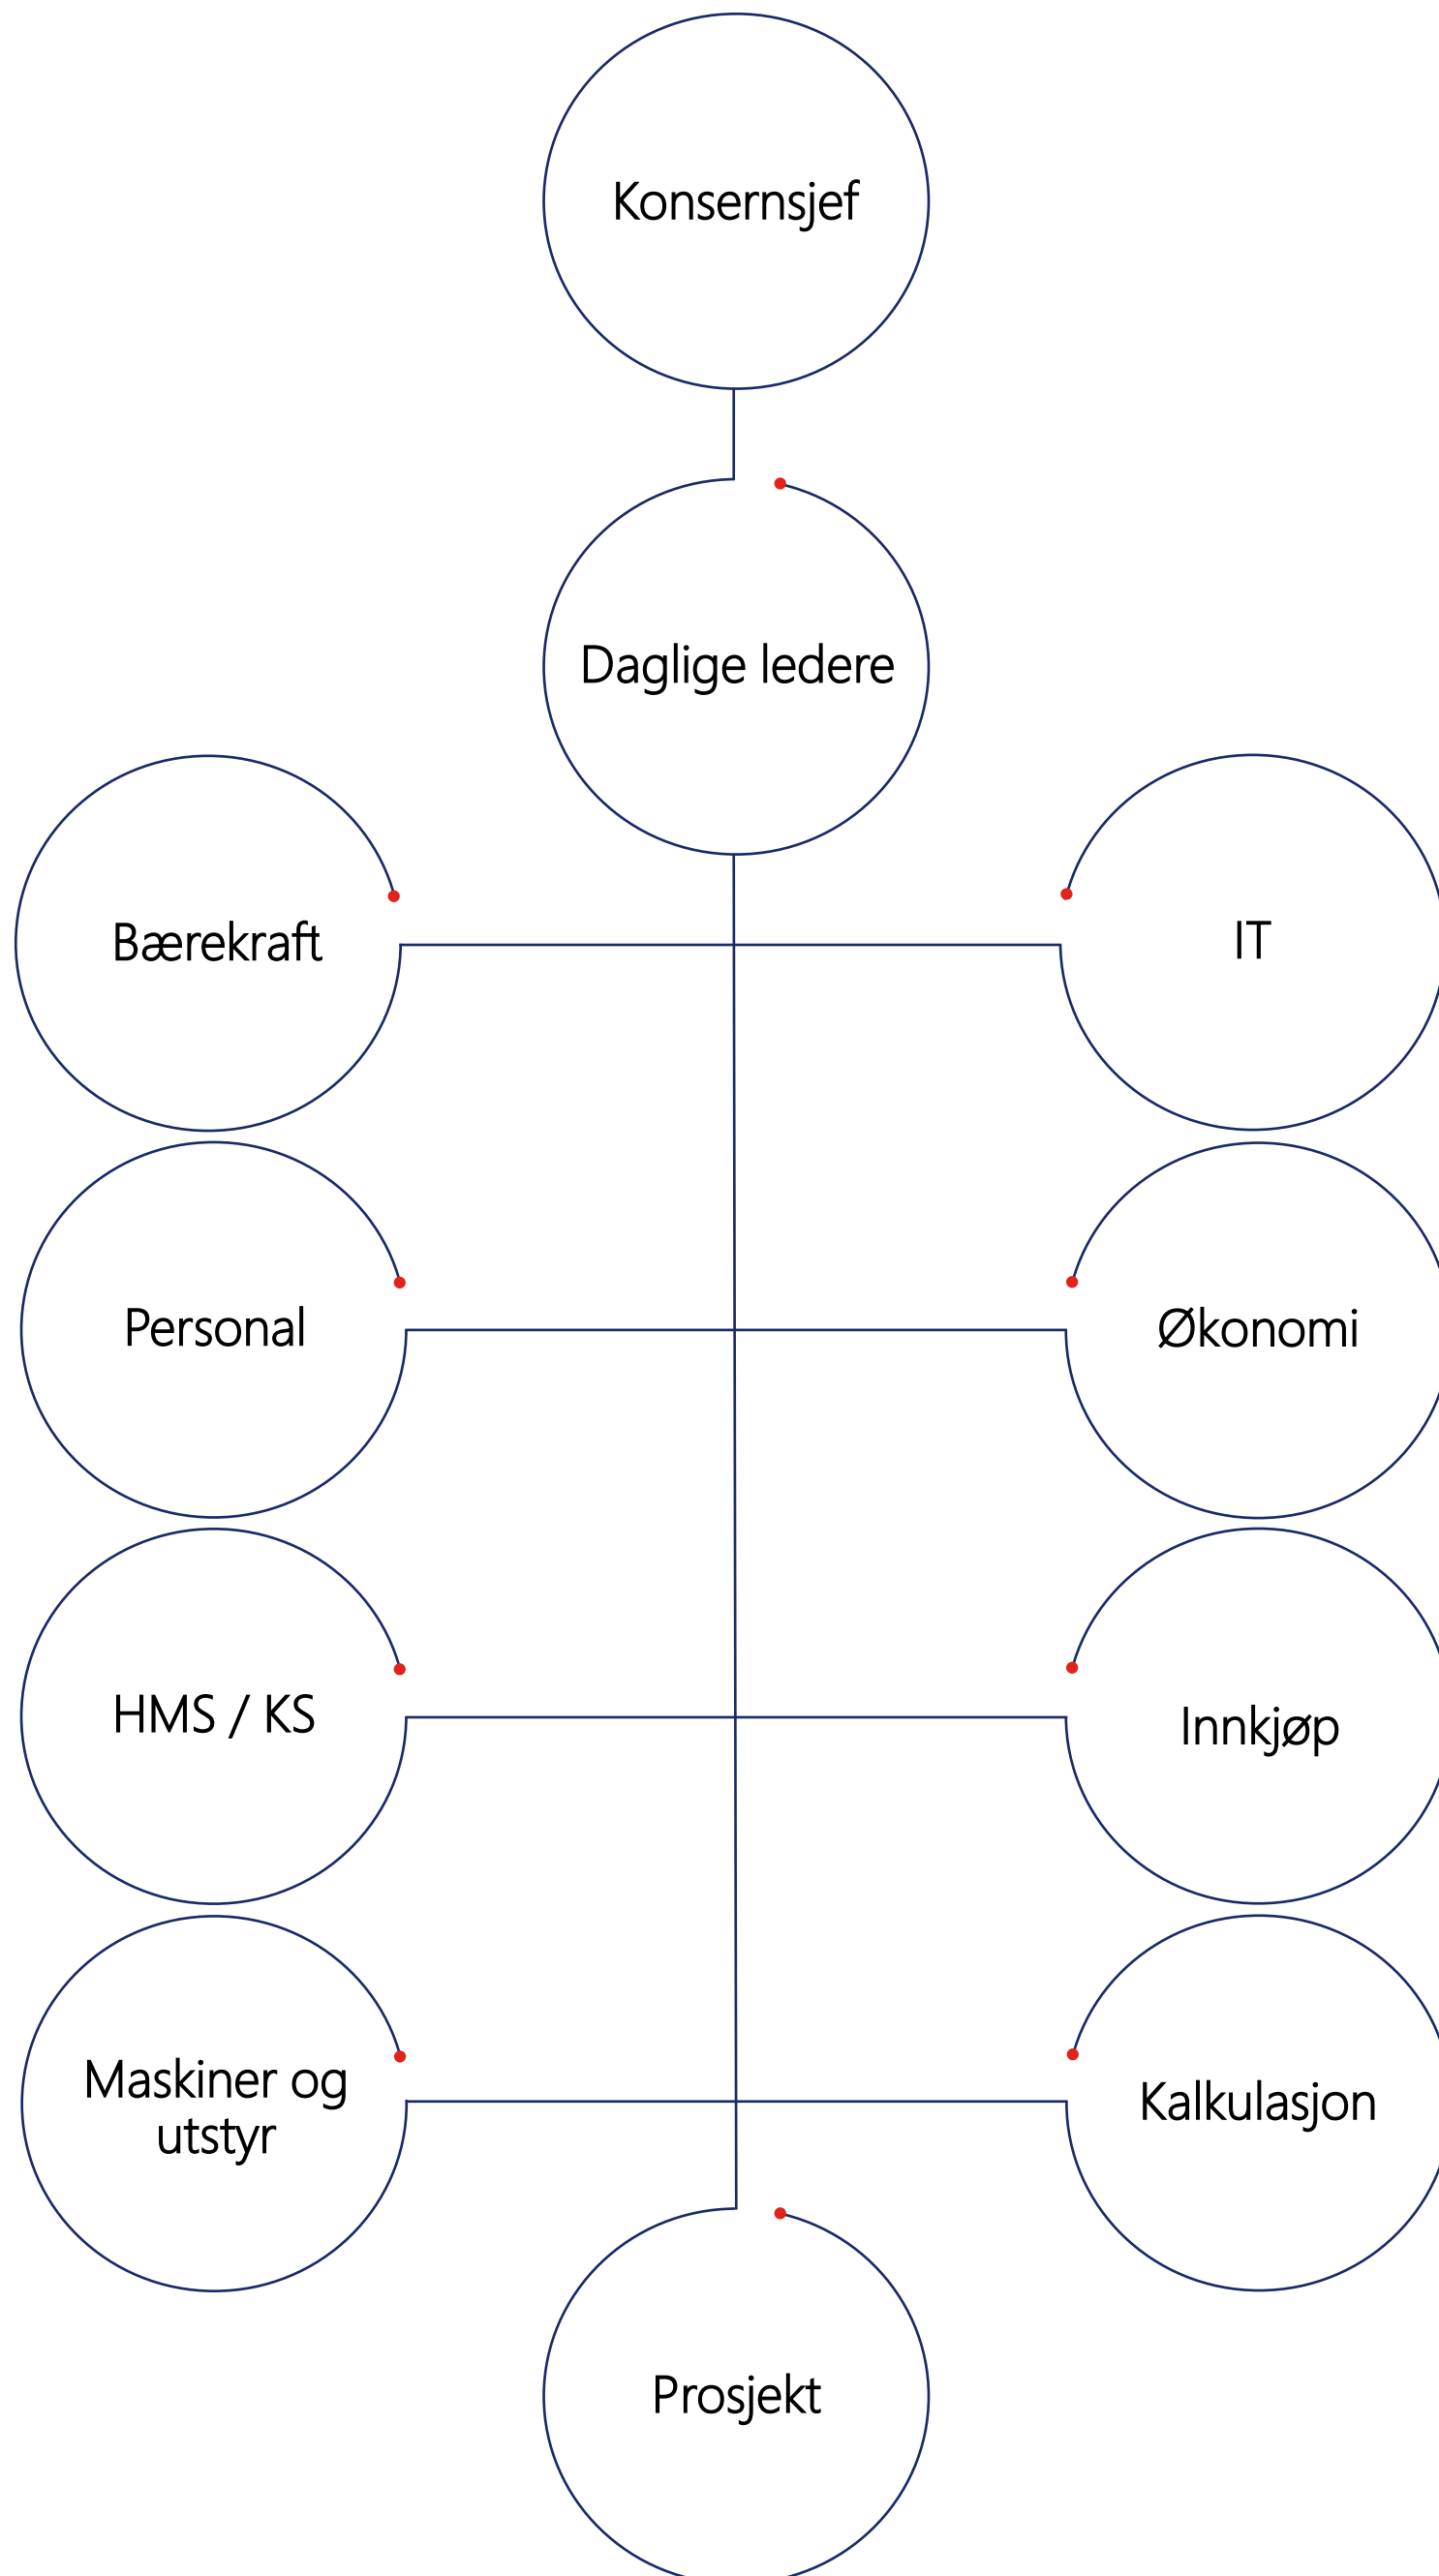 Konsernsjef
Daglige ledere
Bærekraft
IT
Personal
Økonomi
HMS / KS
Innkjøp
Maskiner og
utstyr
Kalkulasjon
Prosjekt